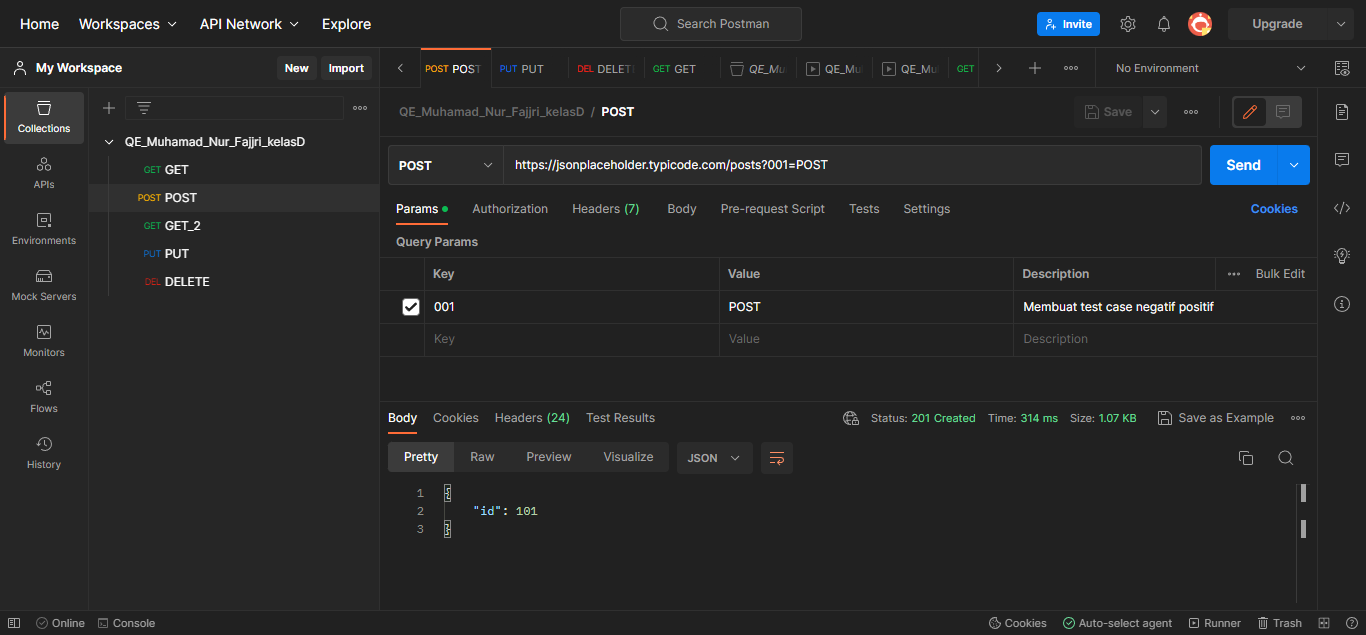 Home Workspaces API Network Explore Search Postman Invite Upgrade
My Workspace New Import POST POST PUT PUT DEL DELET GET GET QE_Mu QE_Mu QE_Mu GET No Environment
Collections
APIs
Environments
Mock Servers
Monitors
Flows
History
QE_Muhamad_Nur_Fajjri_kelasD
GET GET
POST POST
GET GET_2
PUT PUT
DEL DELETE
QE_Muhamad_Nur_Fajjri_kelasD / POST Save
POST https://jsonplaceholder.typicode.com/posts?001=POST Send
Params Authorization Headers (7) Body Pre-request Script Tests Settings Cookies
Query Params
Key Value Description Bulk Edit
001 POST Membuat test case negatif positif
Key Value Description
Body Cookies Headers (24) Test Results Status: 201 Created Time: 314 ms Size: 1.07 KB Save as Example
Pretty Raw Preview Visualize JSON
1 {
2 "id": 101
3 }
Online Console Cookies Auto-select agent Runner Trash